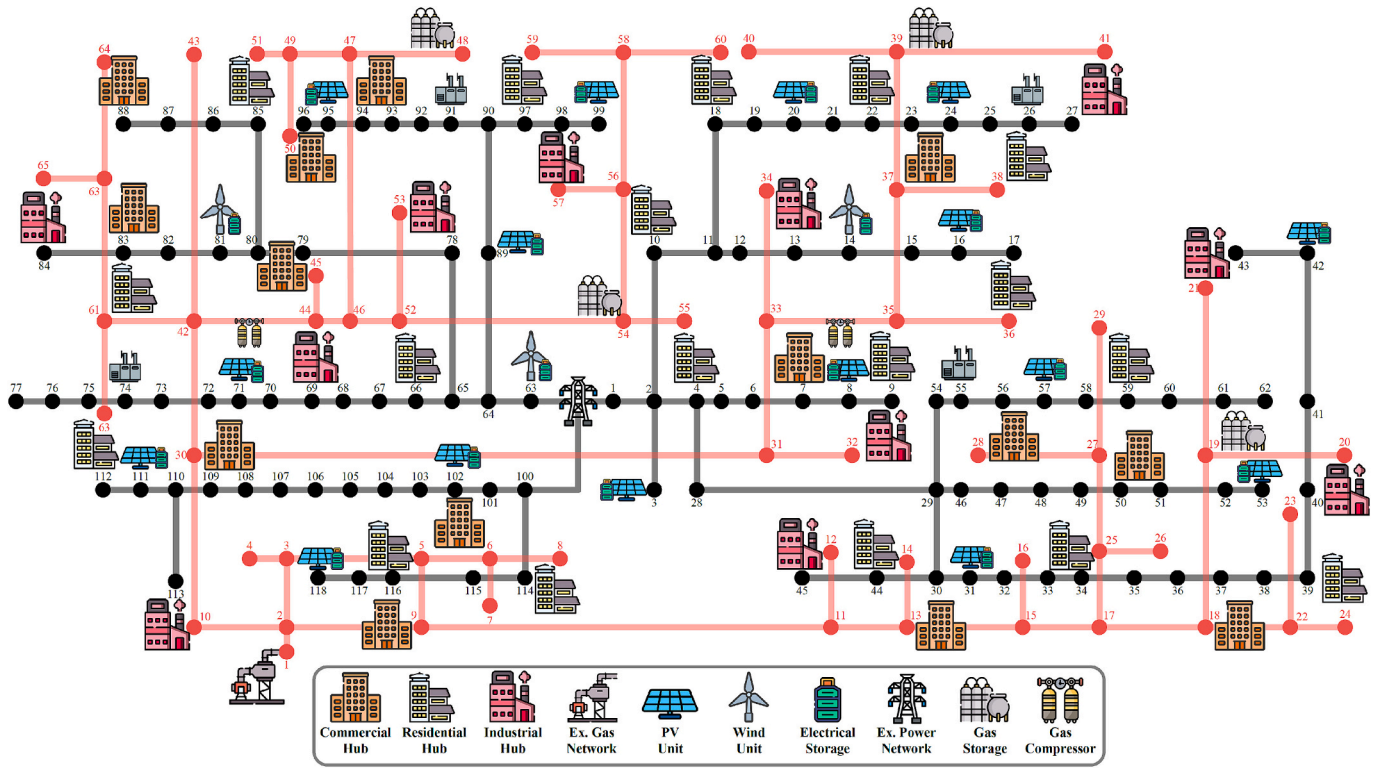 64 43 51 49 47 48 59 58 60 40 39 41
88 87 86 85 96 95 94 93 92 91 90 97 98 99 18 19 20 21 22 23 24 25 26 27
50
65 63 53 57 56 34 37 38
84 83 82 81 80 79 78 89 10 11 12 13 14 15 16 17 43 42
45
21
61 42 44 46 52 54 55 33 35 36 29
77 76 75 74 73 72 71 70 69 68 67 66 65 64 63 1 2 4 5 6 7 8 9 54 55 56 57 58 59 60 61 62 41
63
30 31 32 28 27 19 20
112 111 110 109 108 107 106 105 104 103 102 101 100 3 28 29 46 47 48 49 50 51 52 53 40
23
4 3 5 6 8 12 14 16 25 26
113 118 117 116 115 114 45 44 30 31 32 33 34 35 36 37 38 39
7
10 2 9 11 13 15 17 18 22 24
1
Commercial Residential Industrial Ex. Gas PV Wind Electrical Ex. Power Gas Gas
Hub Hub Hub Network Unit Unit Storage Network Storage Compressor